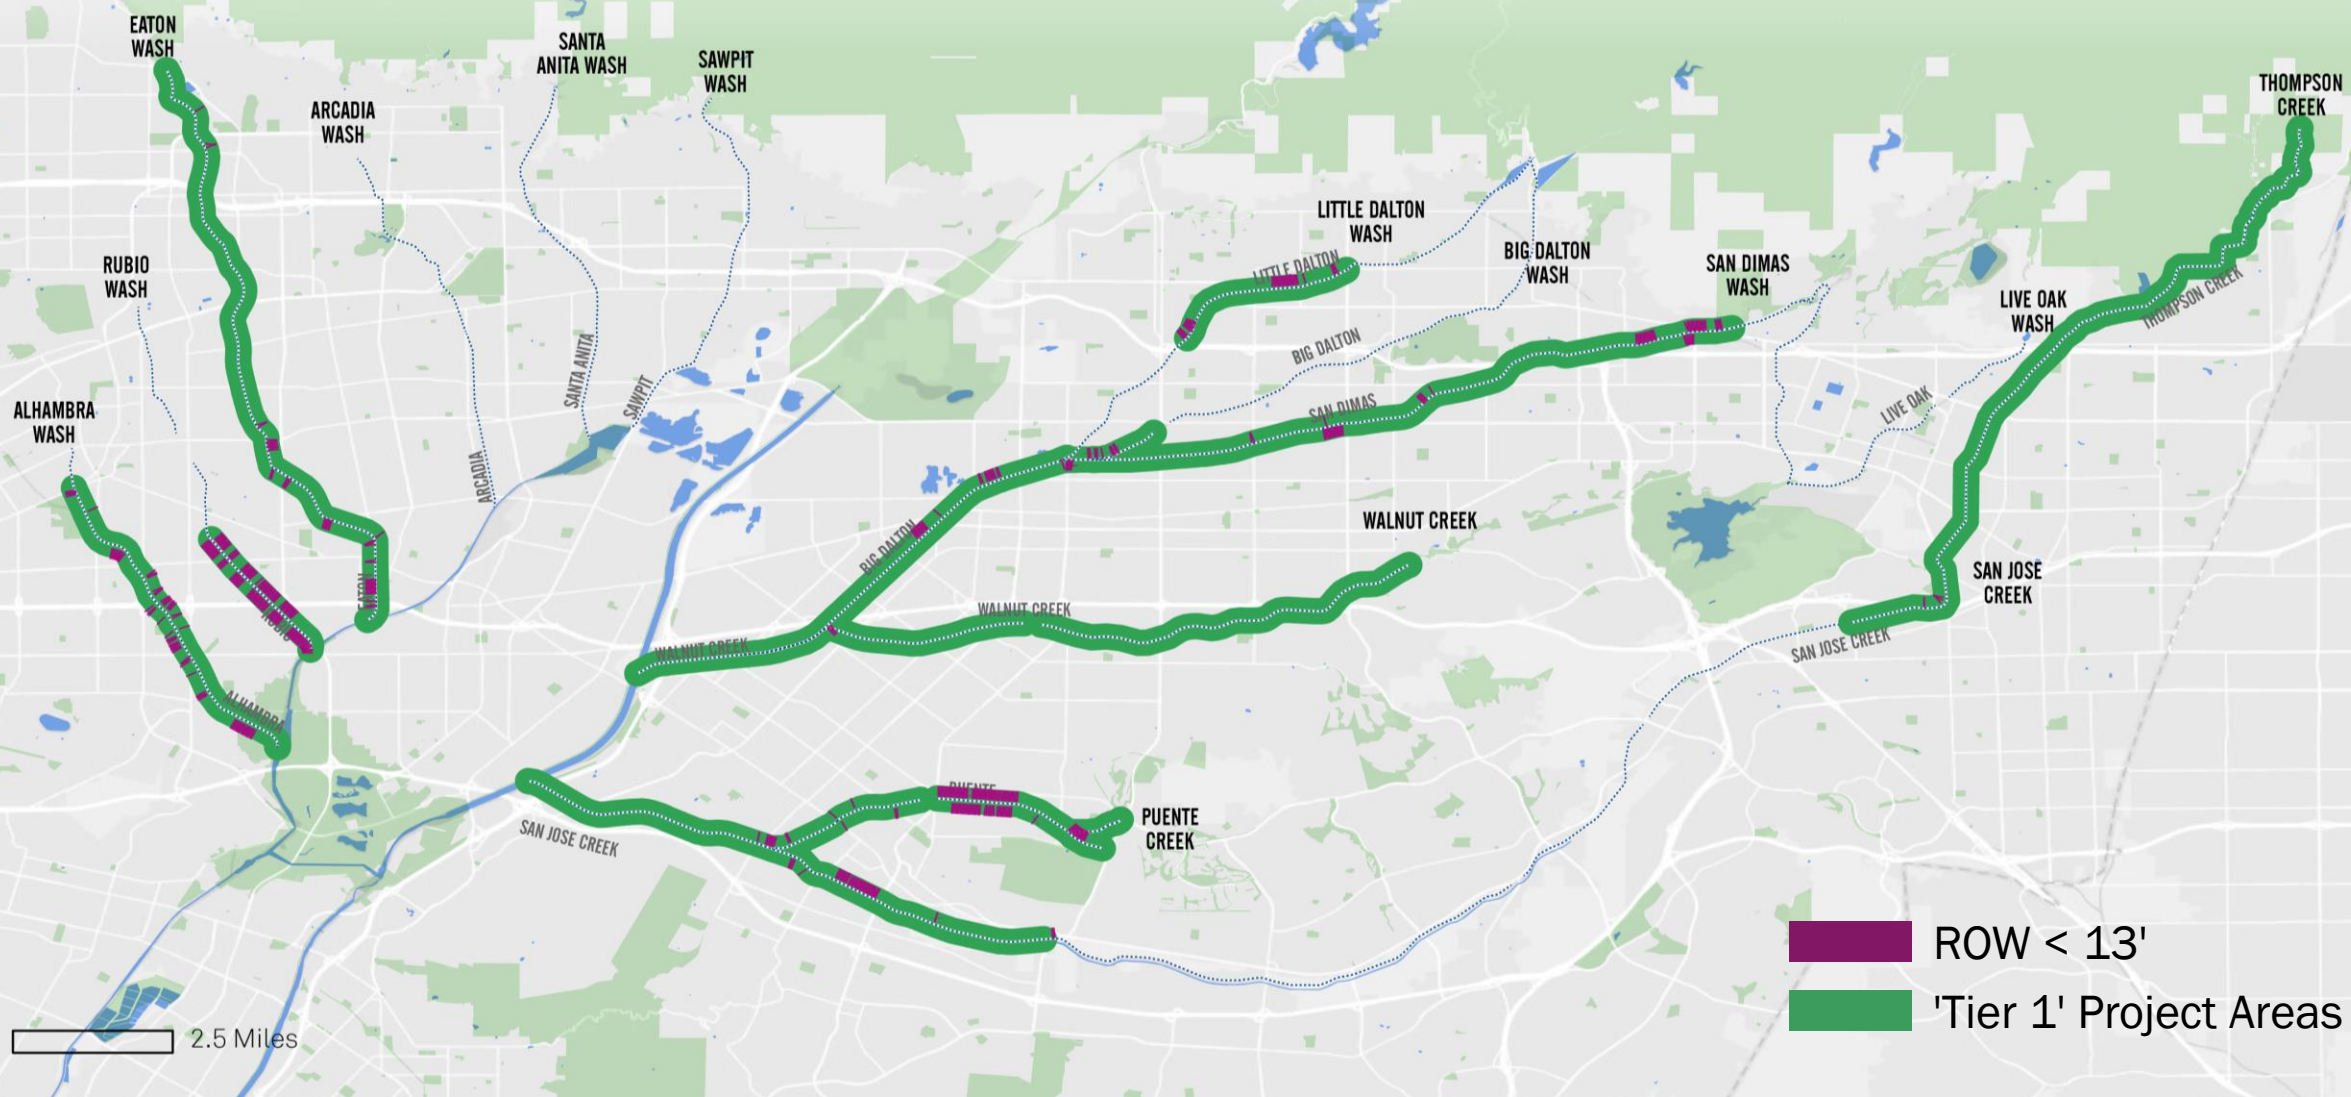 EATON
WASH
SANTA
ANITA WASH
SAWPIT
WASH
THOMPSON
CREEK
ARCADIA
WASH
LITTLE DALTON
WASH
BIG DALTON
WASH
SAN DIMAS
WASH
RUBIO
WASH
LITTLE DALTON
THOMPSON CREEK
LIVE OAK
WASH
BIG DALTON
SANTA ANITA
SAWPIT
LIVE OAK
ALHAMBRA
WASH
SAN DIMAS
ARCADIA
WALNUT CREEK
BIG DALTON
EATON
SAN JOSE
CREEK
WALNUT CREEK
RUBIO
WALNUT CREEK
SAN JOSE CREEK
ALHAMBRA
PUENTE
PUENTE
CREEK
SAN JOSE CREEK
ROW < 13'
'Tier 1' Project Areas
2.5 Miles